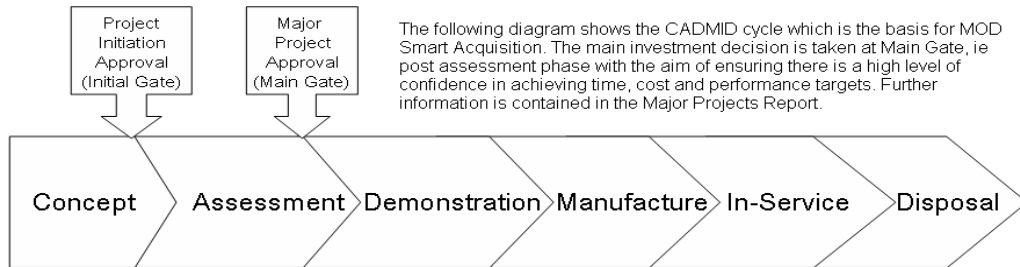 Project
Initiation
Approval
(Initial Gate)
Major
Project
Approval
(Main Gate)
The following diagram shows the CADMID cycle which is the basis for MOD
Smart Acquisition. The main investment decision is taken at Main Gate, ie
post assessment phase with the aim of ensuring there is a high level of
confidence in achieving time, cost and performance targets. Further
information is contained in the Major Projects Report.
Concept
Assessment
Demonstration
Manufacture
In-Service
Disposal